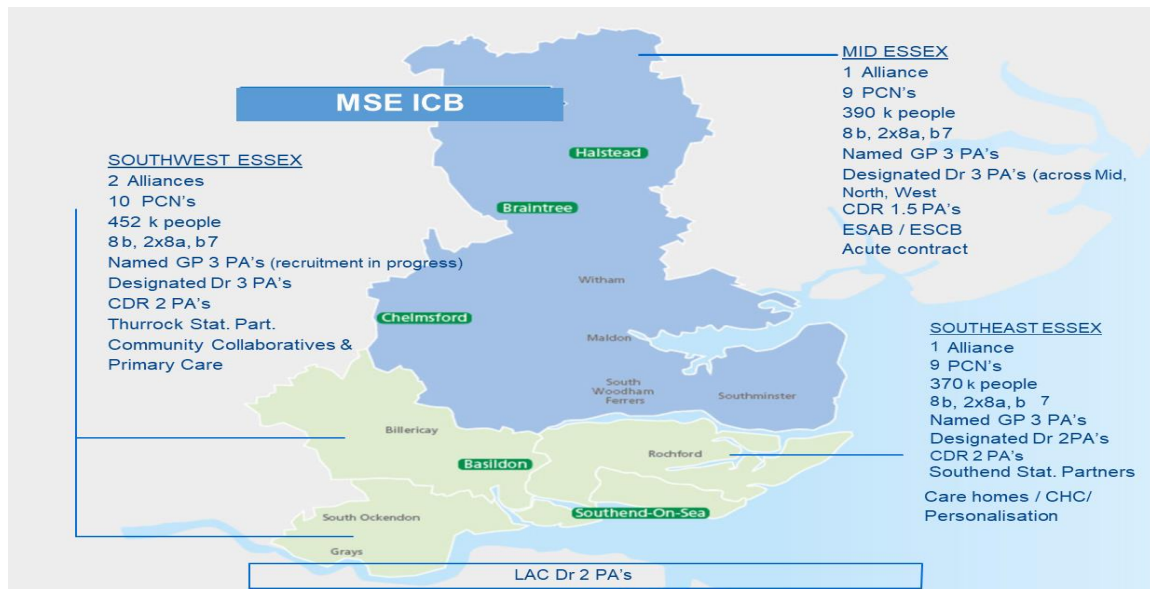 MSE ICB
SOUTHWEST ESSEX
2 Alliances
10 PCN's
452 k people
8b, 2x8a, b7
Named GP 3 PA's (recruitment in progress)
Designated Dr 3 PA's
CDR 2 PA's
Thurrock Stat. Part.
Community Collaboratives &
Primary Care
MID ESSEX
1 Alliance
9 PCN's
390 k people
8b, 2x8a, b7
Named GP 3 PA's
Designated Dr 3 PA's (across Mid,
North, West
CDR 1.5 PA's
ESAB / ESCB
Acute contract
SOUTHEAST ESSEX
1 Alliance
9 PCN's
370 k people
8b, 2x8a, b 7
Named GP 3 PA's
Designated Dr 2PA's
CDR 2 PA's
Southend Stat. Partners
Care homes / CHC/
Personalisation
Halstead
Braintree
Witham
Chelmsford
Maldon
South
Woodham
Ferrers
Southminster
Billericay
Rochford
Basildon
South Ockendon
Southend-On-Sea
Grays
LAC Dr 2 PA's